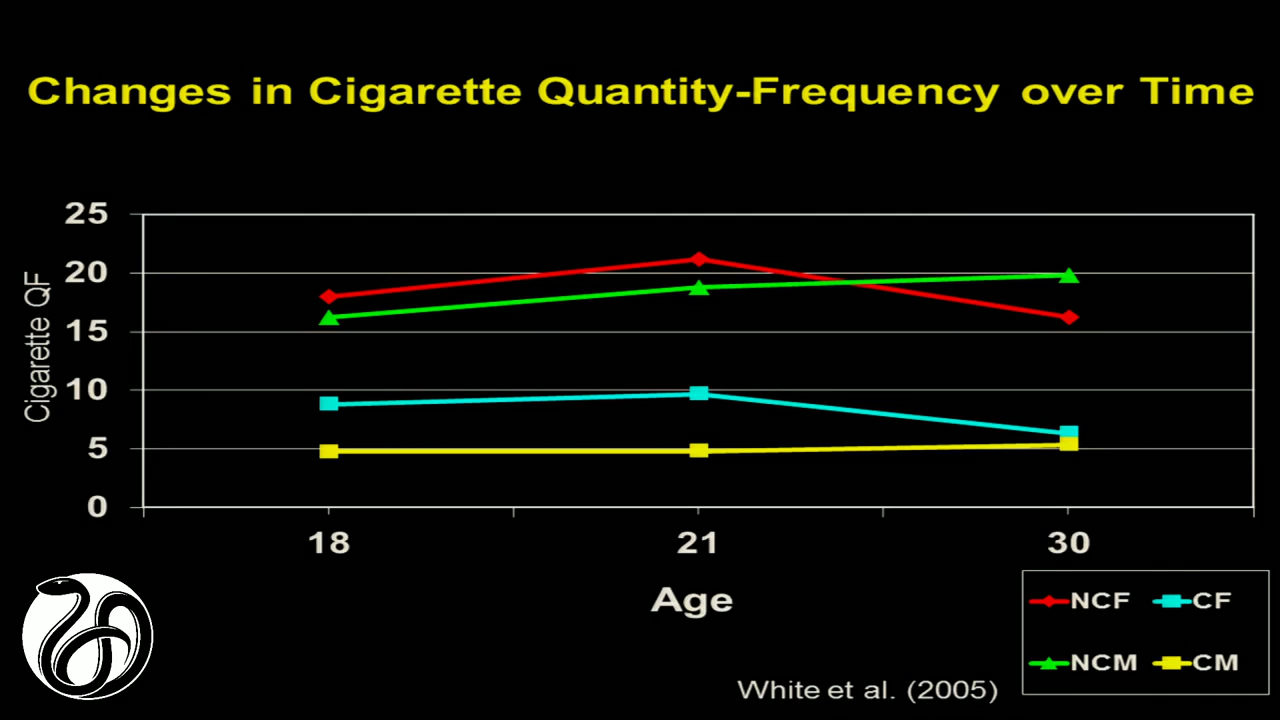 Changes in Cigarette Quantity-Frequency over Time
25
20
15
10
5
0
Cigarette QF
18 21 30
Age
NCF CF
NCM CM
White et al. (2005)